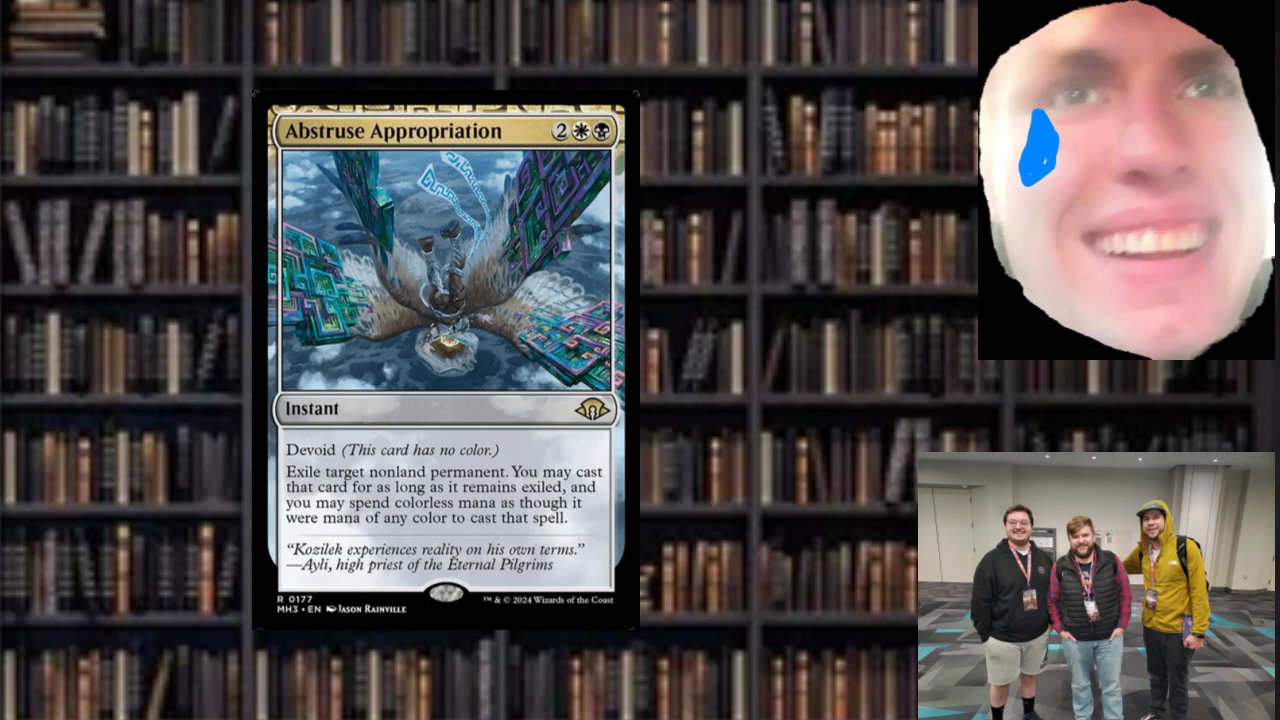 Abstruse Appropriation 2
Instant
Devoid (This card has no color.)
Exile target nonland permanent. You may cast
that card for as long as it remains exiled, and
you may spend colorless mana as though it
were mana of any color to cast that spell.
“Kozilek experiences reality on his own terms.”
—Ayli, high priest of the Eternal Pilgrims
R 0177
MH3 • EN Jason Rainville
™ & © 2024 Wizards of the Coast